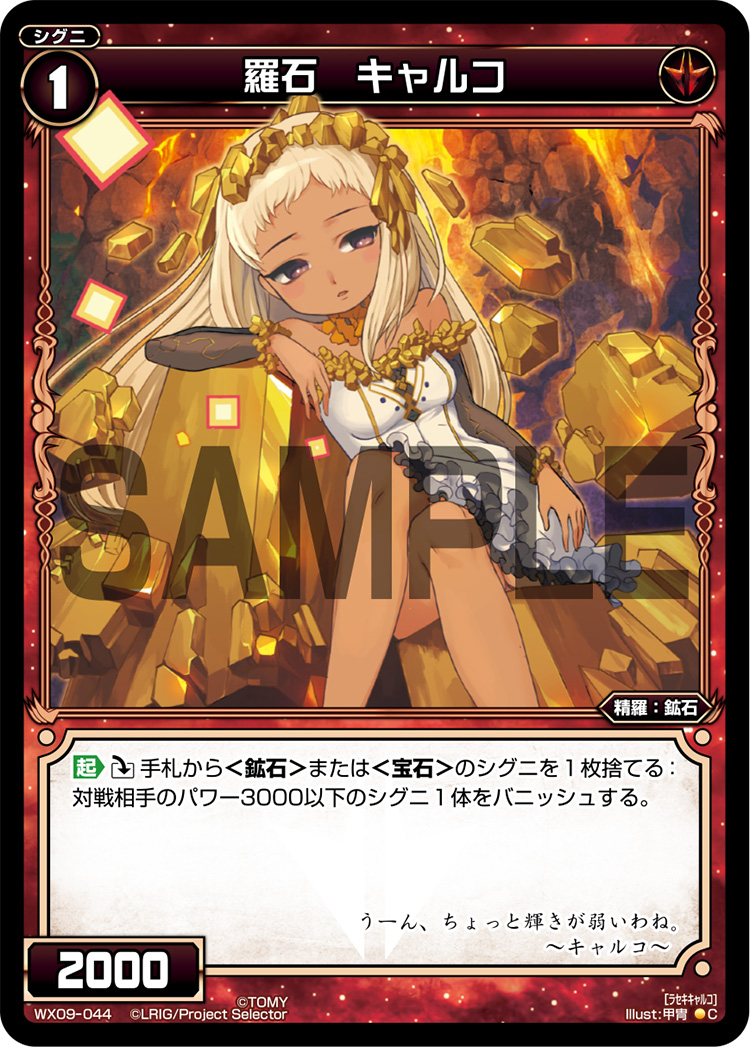 シグニ
1
羅石　キャルコ
SAMPLE
精羅：鉱石
起 手札から＜鉱石＞または＜宝石＞のシグニを１枚捨てる：
対戦相手のパワー3000以下のシグニ１体をバニッシュする。
うーん、ちょっと輝きが弱いわね。
～キャルコ～
2000
WX09-044 ©LRIG/Project Selector
©TOMY
[ﾗｾｷｷｬﾙｺ]
Illust:甲冑 C